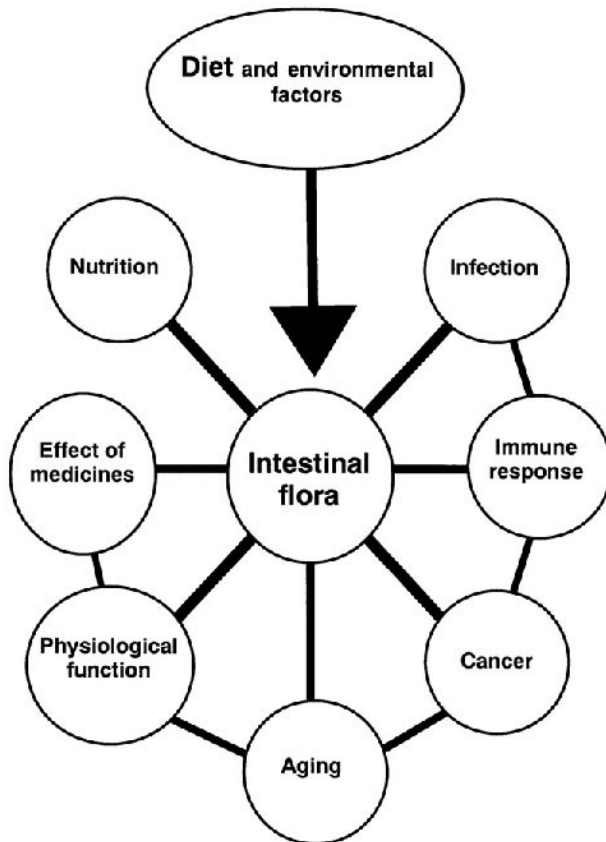 Diet and environmental
factors
Nutrition
Infection
Effect of
medicines
Intestinal
flora
Immune
response
Physiological
function
Cancer
Aging